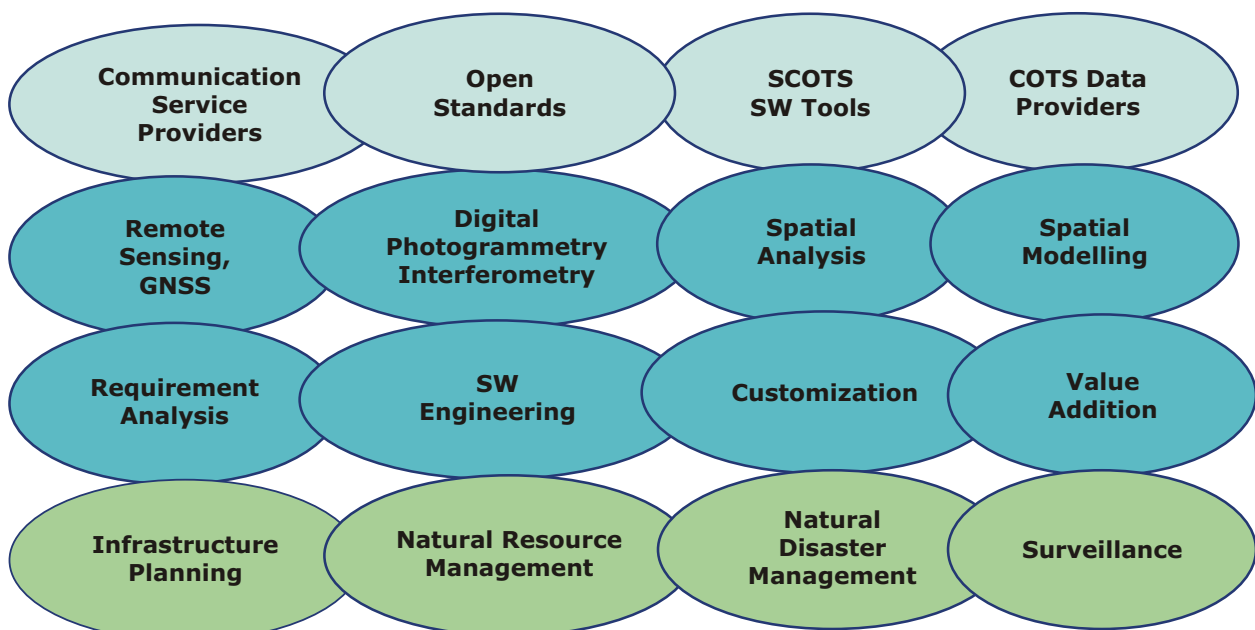 Communication
Service
Providers
Open
Standards
SCOTS
SW Tools
COTS Data
Providers
Remote
Sensing,
GNSS
Digital
Photogrammetry
Interferometry
Spatial
Analysis
Spatial
Modelling
Requirement
Analysis
SW
Engineering
Customization
Value
Addition
Infrastructure
Planning
Natural Resource
Management
Natural
Disaster
Management
Surveillance